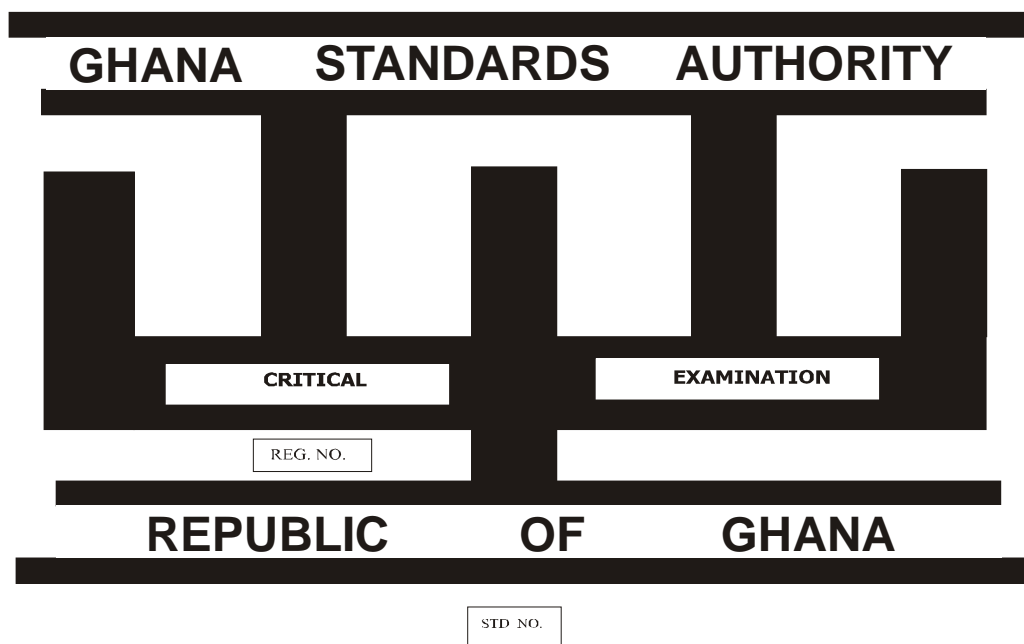 GHANA STANDARDS AUTHORITY
CRITICAL EXAMINATION
REG. NO.
REPUBLIC OF GHANA
STD NO.